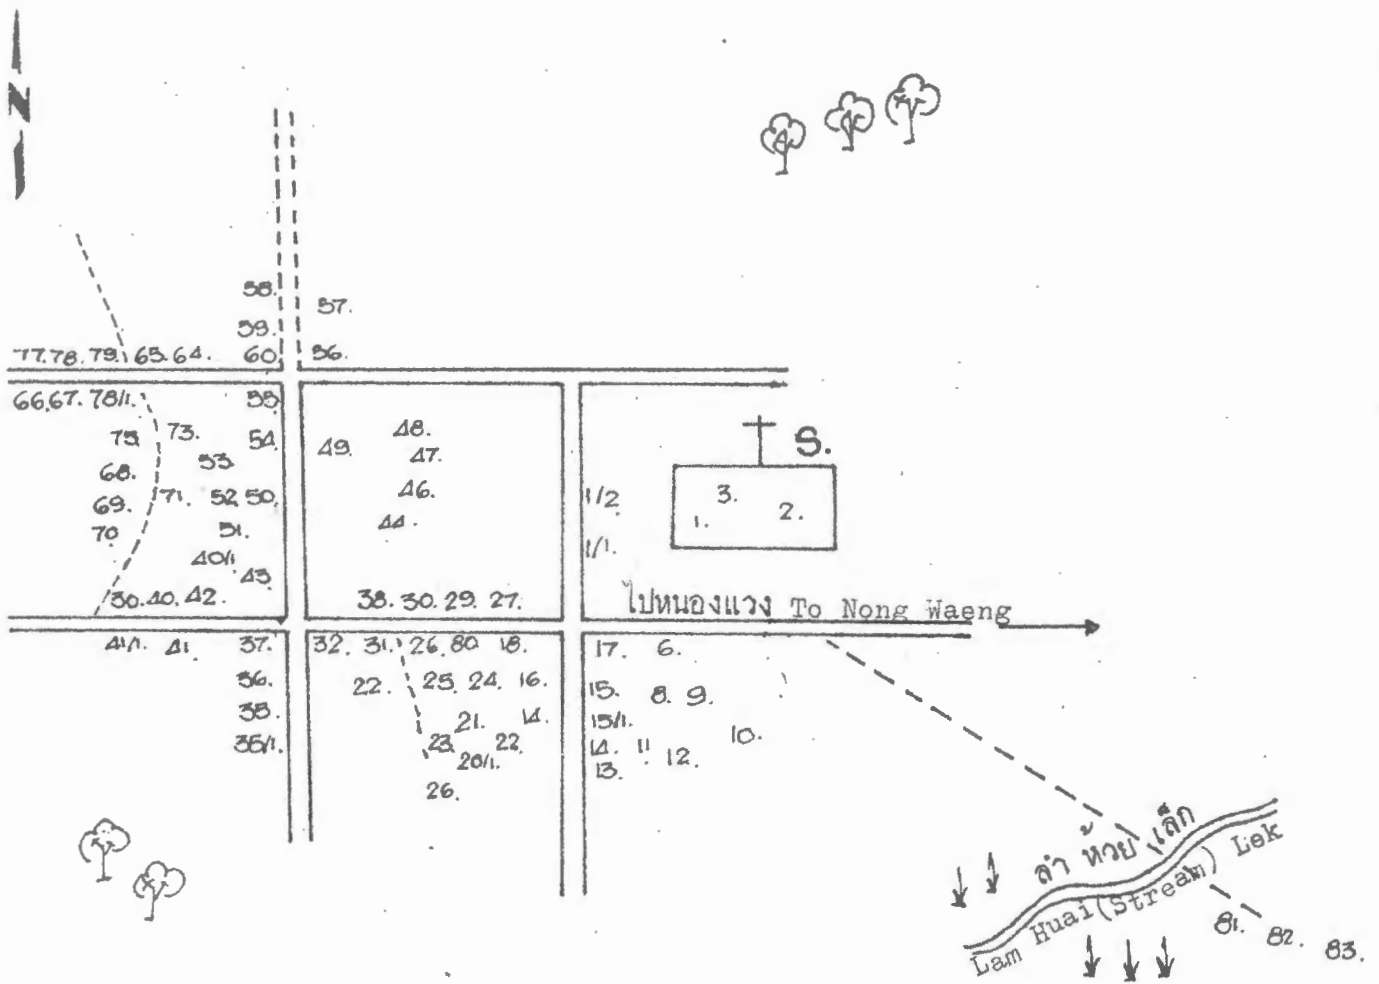 N
58.
57.
59.
77. 78. 79. 65. 64. 60. 56.
66. 67. 78/1. 55.
75. 73. 54. 49. 48. S.
53. 47.
68.
69. 71. 52. 50. 46. 1/2 3.
70. 51. 44. 1. 2.
40/1. 1/1.
43.
30. 40. 42. 38. 30. 29. 27. ไปหนองแวง To Nong Waeng
41/1. 41. 37. 32. 31. 26. 80. 18. 17. 6.
36. 22. 25. 24. 16. 15. 8. 9.
35. 21. 14. 15/1.
35/1. 23. 22. 14. 11. 10.
20/1. 13. 12.
26.
ลำ ห้วย เล็ก
Lam Huai(Stream) Lek
81. 82. 83.